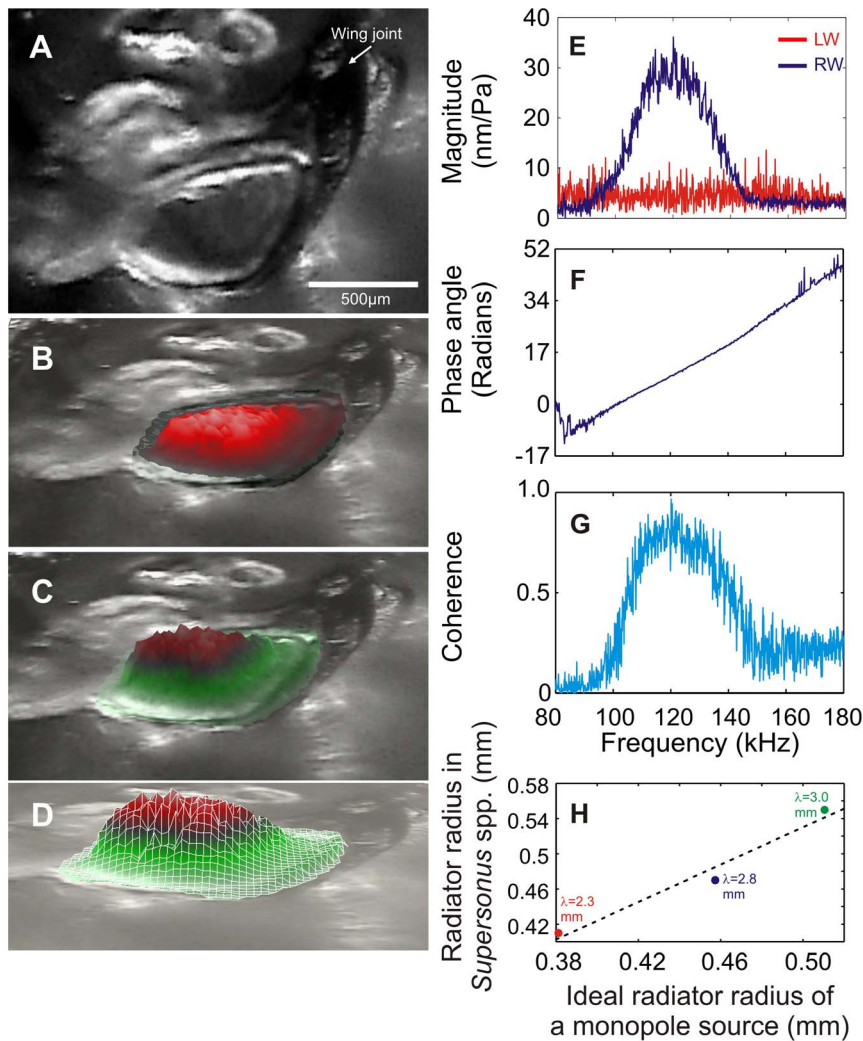 A
Wing joint
500μm
B
C
D
E
LW
RW
Magnitude
(nm/Pa)
40
30
20
10
0
F
Phase angle
(Radians)
52
34
17
0
-17
G
Coherence
1.0
0.5
0
80 100 120 140 160 180
Frequency (kHz)
H
Radiator radius in
Supersonus spp. (mm)
0.58
0.54
0.5
0.46
0.42
λ=3.0
mm
λ=2.8
mm
λ=2.3
mm
0.38 0.42 0.46 0.50
Ideal radiator radius of
a monopole source (mm)